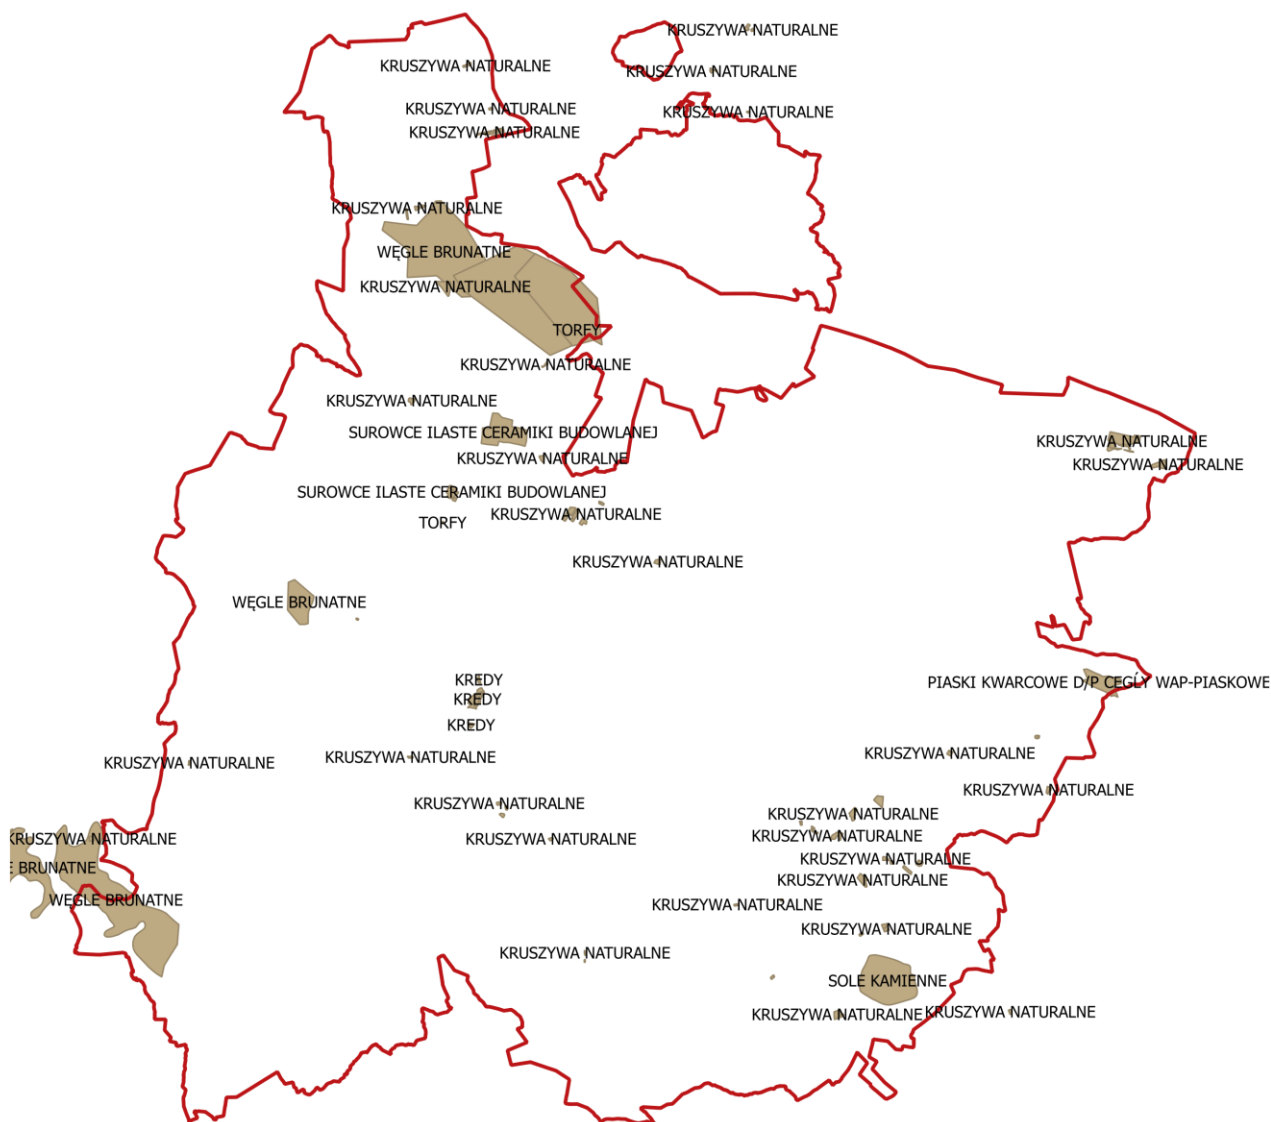 KRUSZYWA NATURALNE
KRUSZYWA NATURALNE
KRUSZYWA NATURALNE
KRUSZYWA NATURALNE
KRUSZYWA NATURALNE
KRUSZYWA NATURALNE
KRUSZYWA NATURALNE
WĘGLE BRUNATNE
KRUSZYWA NATURALNE
TORFY
KRUSZYWA NATURALNE
KRUSZYWA NATURALNE
SUROWCE ILASTE CERAMIKI BUDOWLANEJ
KRUSZYWA NATURALNE
KRUSZYWA NATURALNE
KRUSZYWA NATURALNE
SUROWCE ILASTE CERAMIKI BUDOWLANEJ
KRUSZYWA NATURALNE
TORFY
KRUSZYWA NATURALNE
WĘGLE BRUNATNE
KREDY
PIASKI KWARCOWE D/P CEGŁY WAP-PIASKOWE
KREDY
KREDY
KRUSZYWA NATURALNE
KRUSZYWA NATURALNE
KRUSZYWA NATURALNE
KRUSZYWA NATURALNE
KRUSZYWA NATURALNE
KRUSZYWA NATURALNE
KRUSZYWA NATURALNE
KRUSZYWA NATURALNE
KRUSZYWA NATURALNE
KRUSZYWA NATURALNE
E BRUNATNE
KRUSZYWA NATURALNE
WĘGLE BRUNATNE
KRUSZYWA NATURALNE
KRUSZYWA NATURALNE
KRUSZYWA NATURALNE
SOLE KAMIENNE
KRUSZYWA NATURALNE
KRUSZYWA NATURALNE